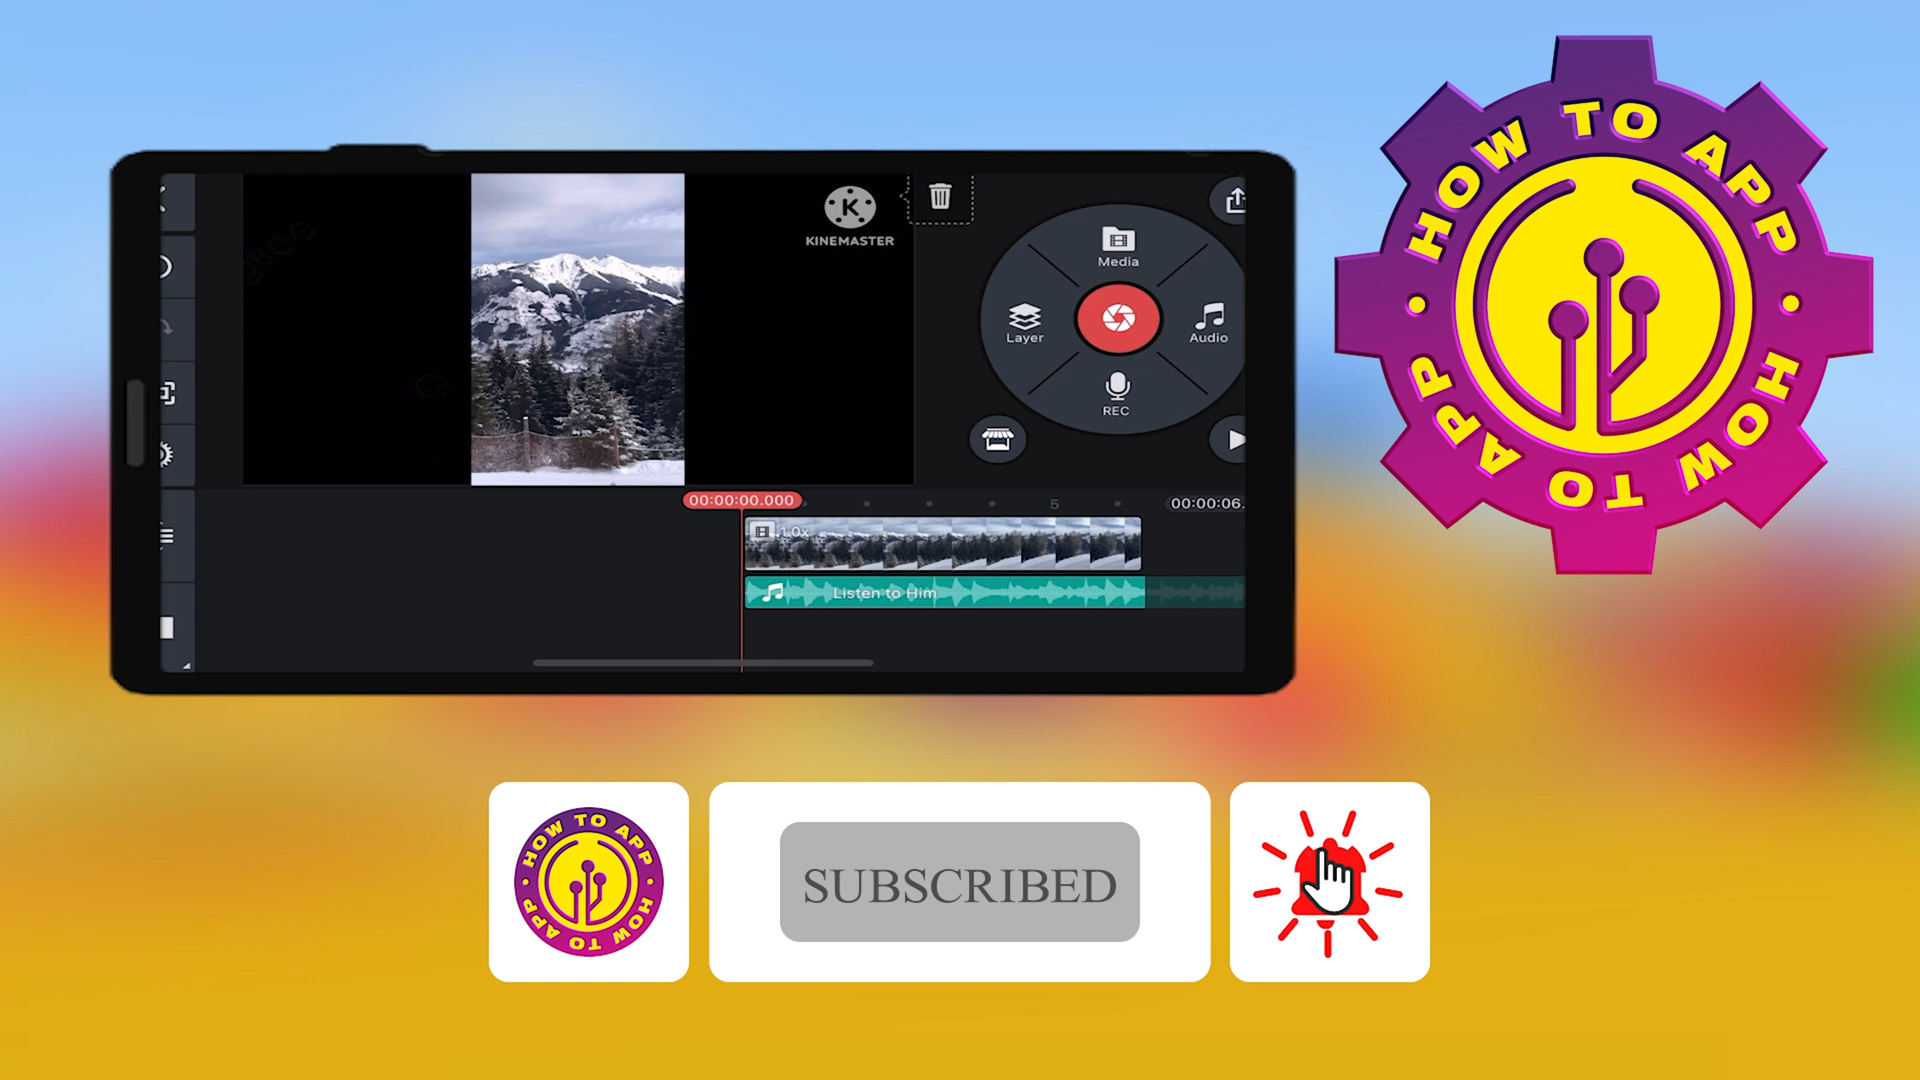 KINEMASTER
Media
Layer
Audio
REC
00:00:00.000
5
00:00:06.
1.0x
Listen to Him
HOW TO APP
HOW TO APP
HOW TO APP
HOW TO APP
SUBSCRIBED